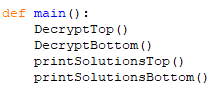 def main():
    DecryptTop()
    DecryptBottom()
    printSolutionsTop()
    printSolutionsBottom()